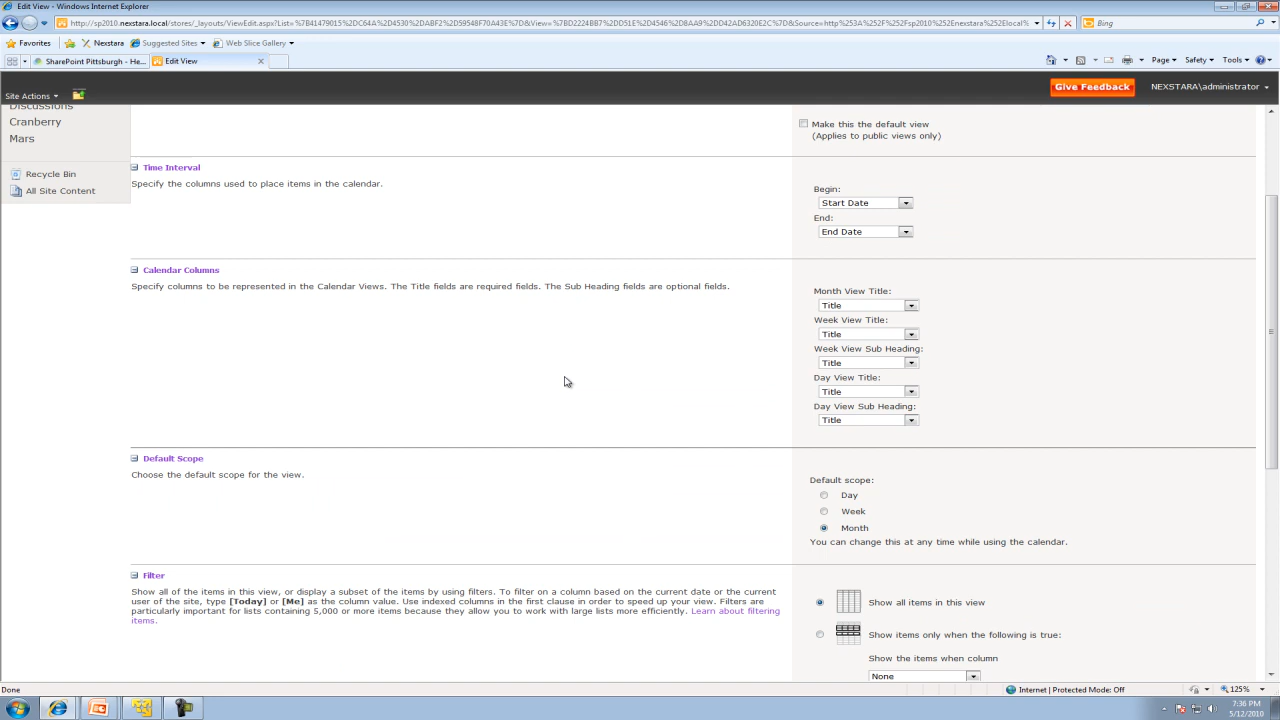 Edit View - Windows Internet Explorer
Bing
Favorites
Nexstara
Suggested Sites
Web Slice Gallery
SharePoint Pittsburgh - He...
Edit View
Page
Safety
Tools
Site Actions
Give Feedback
NEXSTARA\administrator
Discussions
Cranberry
Mars
Recycle Bin
All Site Content
Make this the default view
(Applies to public views only)
Time Interval
Specify the columns used to place items in the calendar.
Begin:
Start Date
End:
End Date
Calendar Columns
Specify columns to be represented in the Calendar Views. The Title fields are required fields. The Sub Heading fields are optional fields.
Month View Title:
Title
Week View Title:
Title
Week View Sub Heading:
Title
Day View Title:
Title
Day View Sub Heading:
Title
Default Scope
Choose the default scope for the view.
Default scope:
Day
Week
Month
You can change this at any time while using the calendar.
Filter
Show all of the items in this view, or display a subset of the items by using filters. To filter on a column based on the current date or the current
user of the site, type [Today] or [Me] as the column value. Use indexed columns in the first clause in order to speed up your view. Filters are
particularly important for lists containing 5,000 or more items because they allow you to work with large lists more efficiently. Learn about filtering
items.
Show all items in this view
Show items only when the following is true:
Show the items when column
None
Done
Internet | Protected Mode: Off
125%
7:36 PM
5/12/2010